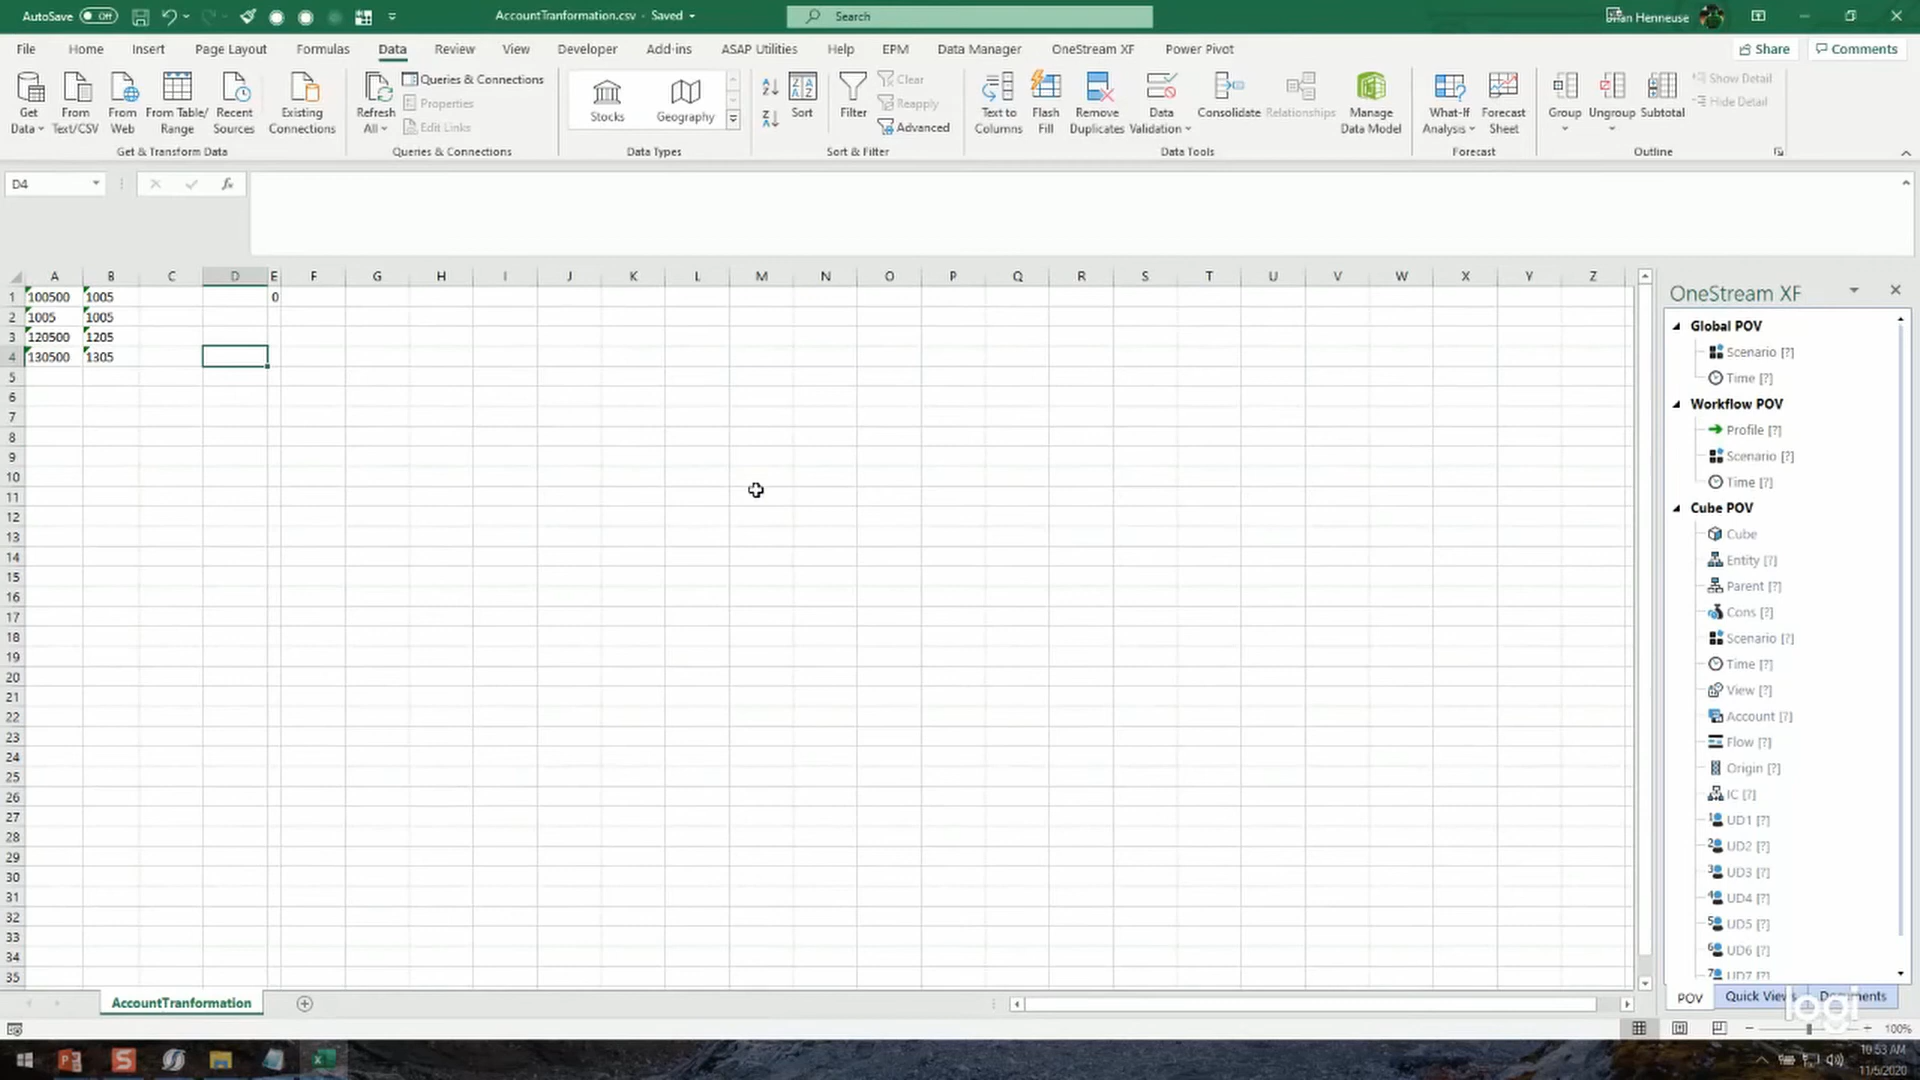 AutoSave Off AccountTranformation.csv - Saved Search Henneuse
File Home Insert Page Layout Formulas Data Review View Developer Add-ins ASAP Utilities Help EPM Data Manager OneStream XF Power Pivot Share Comments
Get Data From Text/CSV From Web From Table/ Range Recent Sources Existing Connections
Get & Transform Data
Refresh All Queries & Connections Properties Edit Links
Queries & Connections
Stocks Geography
Data Types
Sort Filter Clear Reapply Advanced
Sort & Filter
Text to Columns Flash Fill Remove Duplicates Data Validation Consolidate Relationships Manage Data Model
Data Tools
What-If Analysis Forecast Sheet
Forecast
Group Ungroup Subtotal Show Detail Hide Detail
Outline
D4 fx
A B C D E F G H I J K L M N O P Q R S T U V W X Y Z
1 100500 1005 0
2 1005 1005
3 120500 1205
4 130500 1305
5
6
7
8
9
10
11
12
13
14
15
16
17
18
19
20
21
22
23
24
25
26
27
28
29
30
31
32
33
34
35
OneStream XF
Global POV
Scenario [?]
Time [?]
Workflow POV
Profile [?]
Scenario [?]
Time [?]
Cube POV
Cube
Entity [?]
Parent [?]
Cons [?]
Scenario [?]
Time [?]
View [?]
Account [?]
Flow [?]
Origin [?]
IC [?]
UD1 [?]
UD2 [?]
UD3 [?]
UD4 [?]
UD5 [?]
UD6 [?]
UD7 [?]
POV Quick Views Documents
logi
AccountTranformation
100%
10:53 AM
11/5/2020